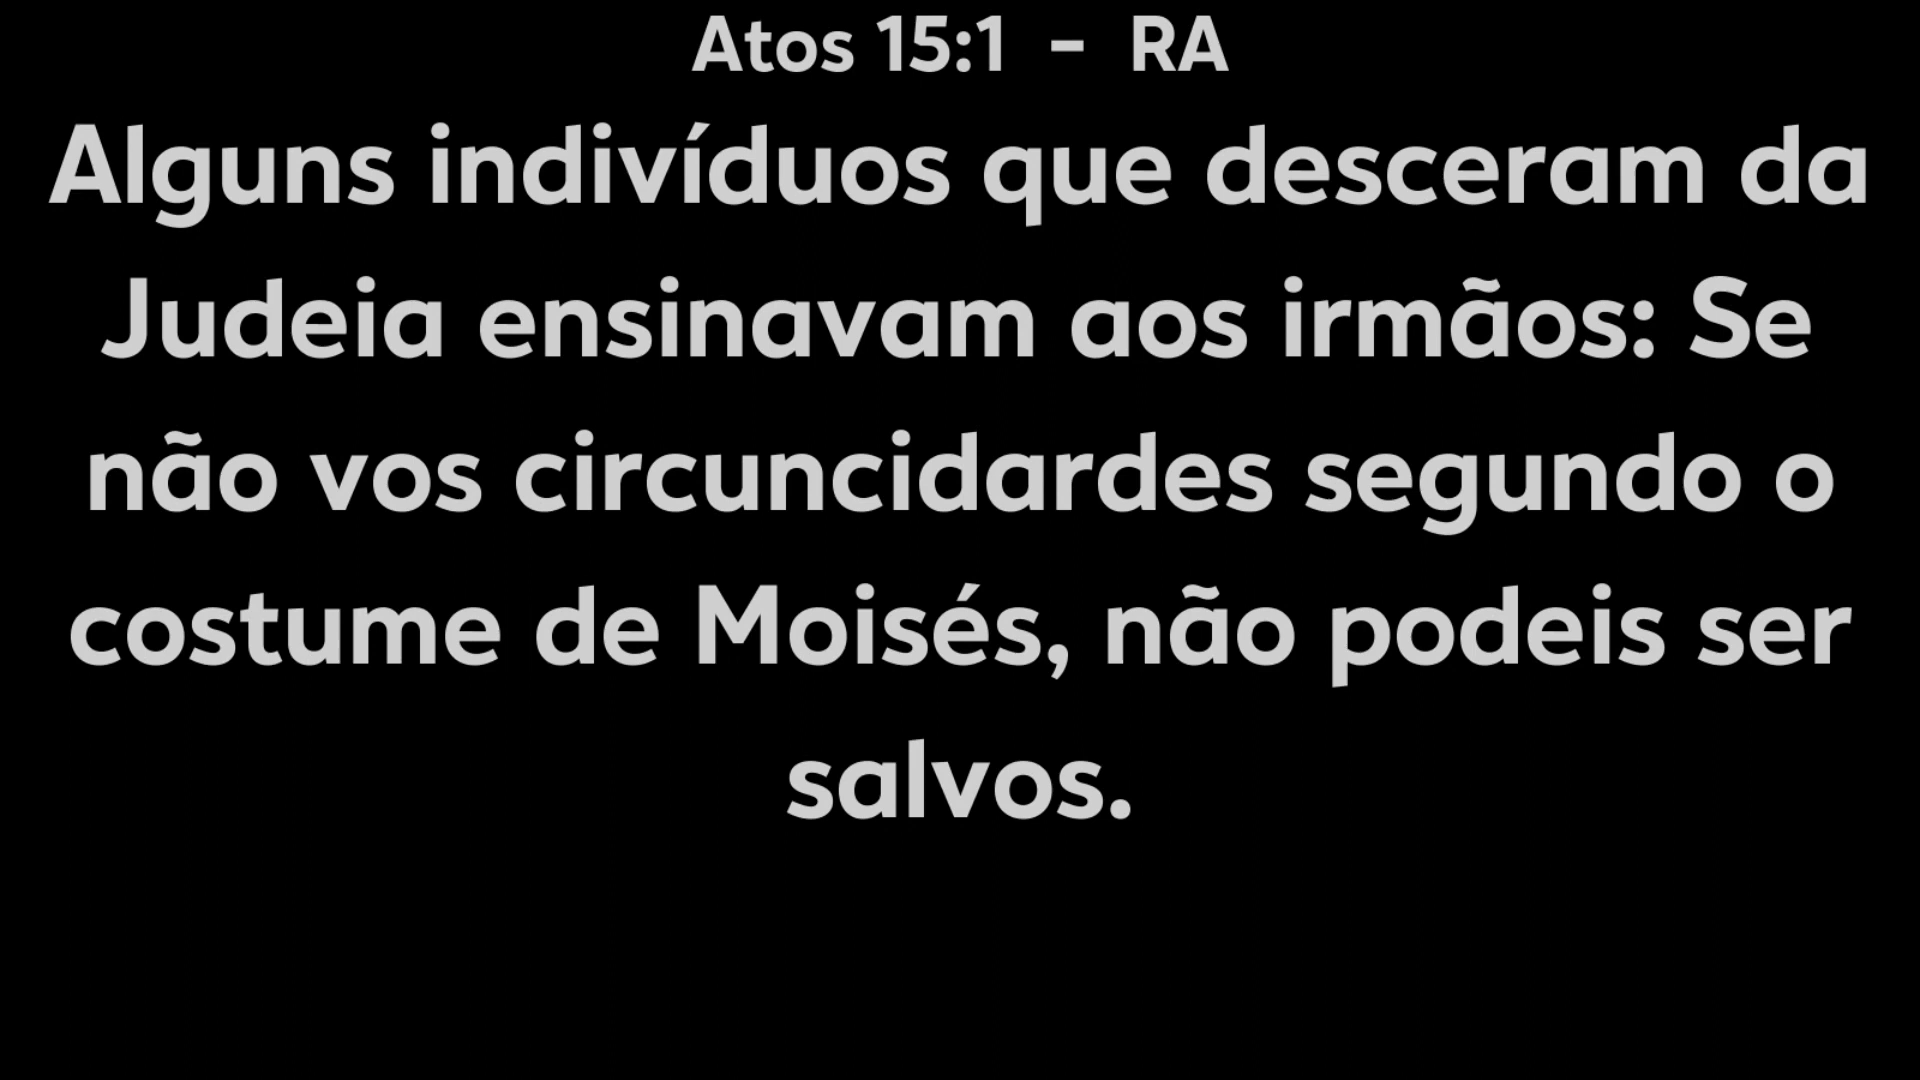 Atos 15:1 - RA
Alguns indivíduos que desceram da
Judeia ensinavam aos irmãos: Se
não vos circuncidardes segundo o
costume de Moisés, não podeis ser
salvos.